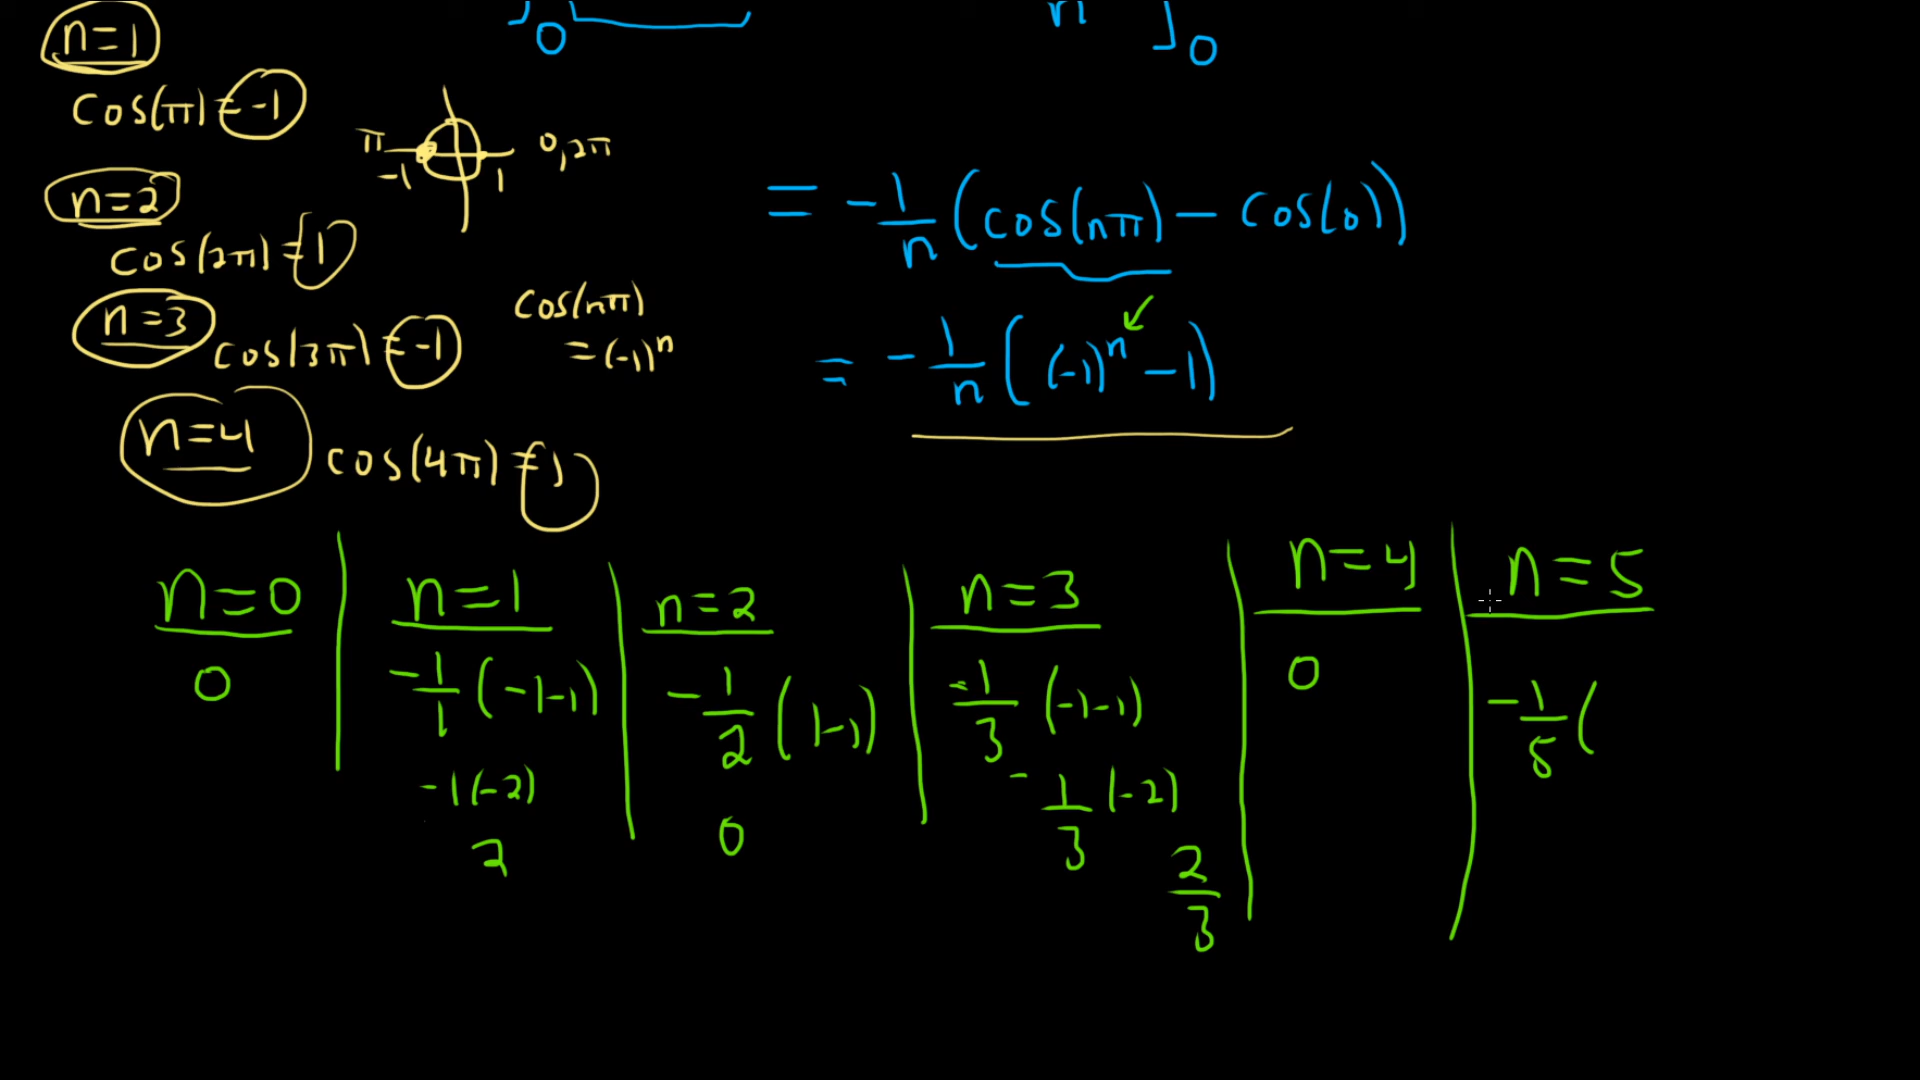 n=1
cos(π) = -1
n=2
cos(2π) = 1
n=3
cos(3π) = -1
n=4
cos(4π) = 1
π
-1
1
0, 2π
cos(nπ)
= (-1)^n
0
n
0
= -1/n (cos(nπ) - cos(0))
= -1/n ((-1)^n - 1)
n=0
0
n=1
-1/1 (-1-1)
-1(-2)
2
n=2
-1/2 (1-1)
0
n=3
-1/3 (-1-1)
-1/3 (-2)
2/3
n=4
0
n=5
-1/5 (